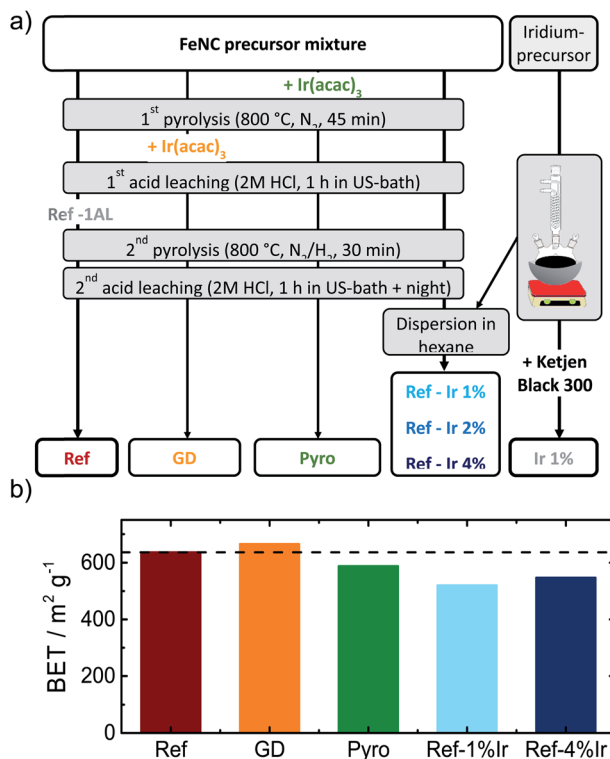 a)
FeNC precursor mixture
Iridium-
precursor
+ Ir(acac)3
1st pyrolysis (800 °C, N2, 45 min)
+ Ir(acac)3
1st acid leaching (2M HCl, 1 h in US-bath)
Ref -1AL
2nd pyrolysis (800 °C, N2/H2, 30 min)
2nd acid leaching (2M HCl, 1 h in US-bath + night)
Dispersion in
hexane
+ Ketjen
Black 300
Ref - Ir 1%
Ref - Ir 2%
Ref - Ir 4%
Ref
GD
Pyro
Ir 1%
b)
BET / m2 g-1
600
400
200
0
Ref
GD
Pyro
Ref-1%Ir
Ref-4%Ir